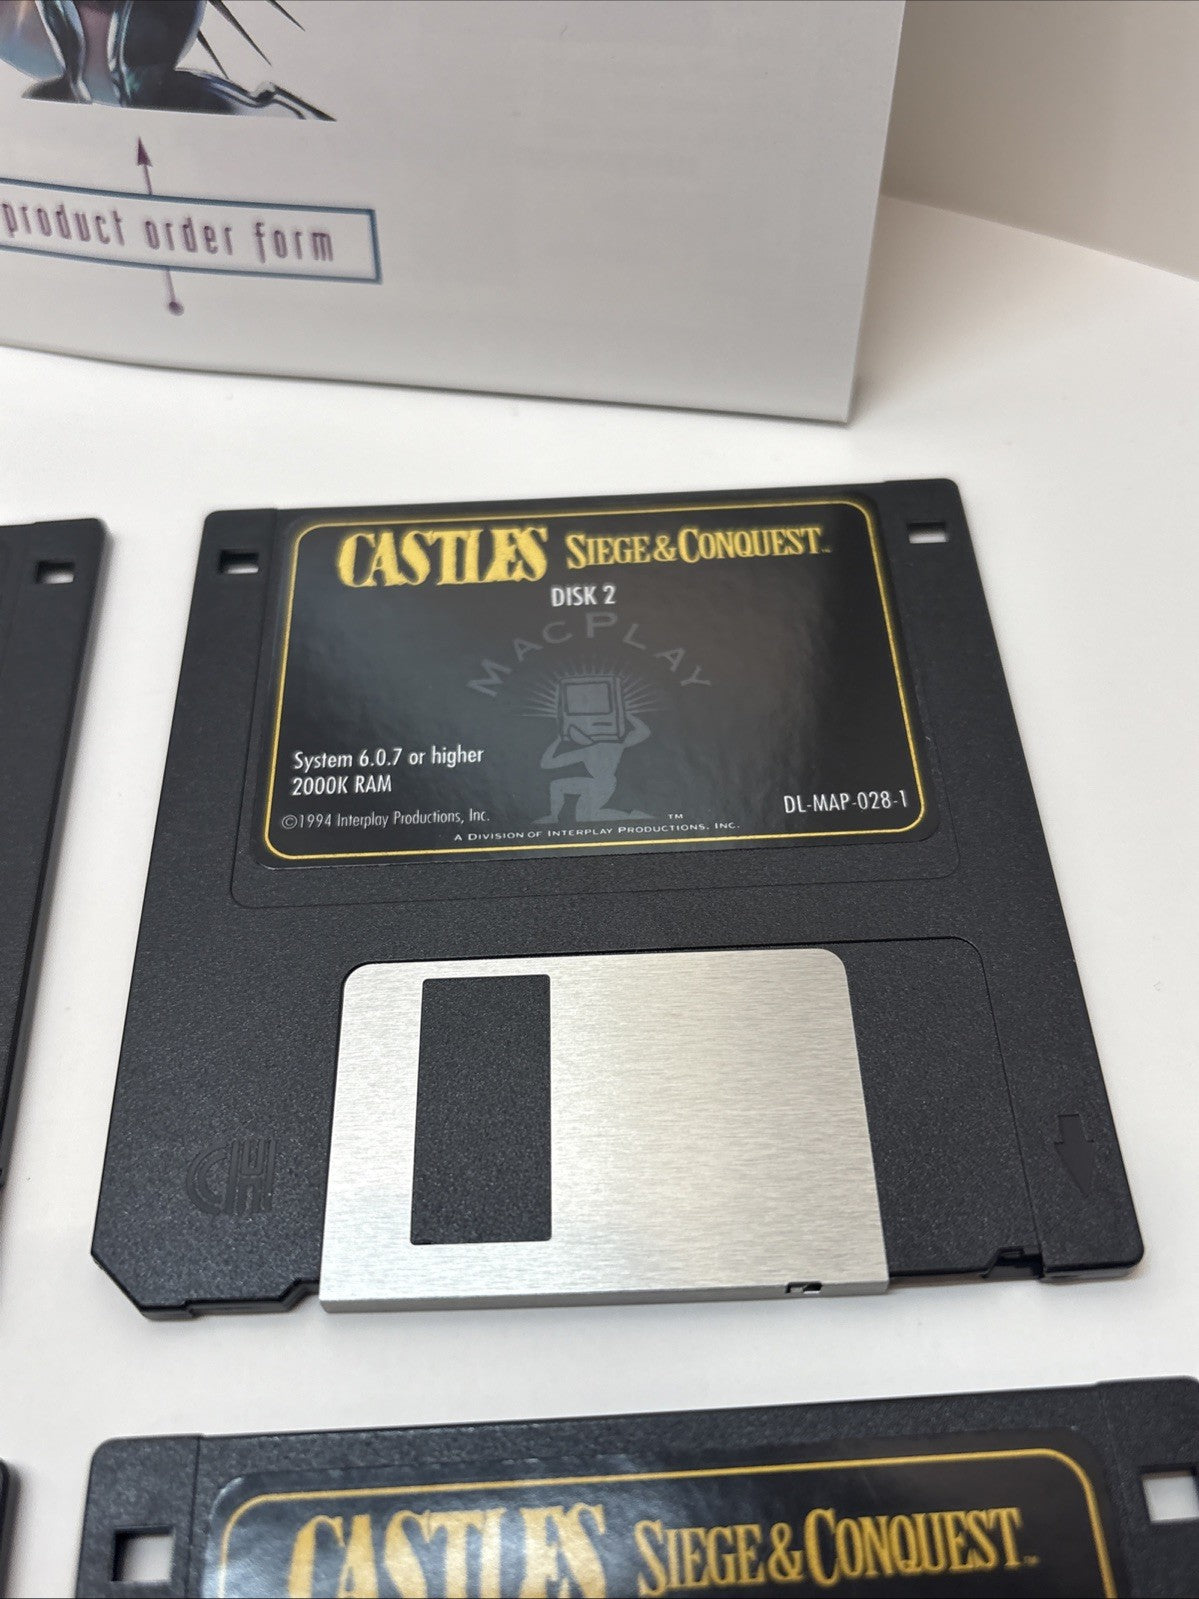 product order form
CASTLES SIEGE & CONQUEST™
DISK 2
MACPLAY
System 6.0.7 or higher
2000K RAM
DL-MAP-028-1
©1994 Interplay Productions, Inc.
TM
A DIVISION OF INTERPLAY PRODUCTIONS, INC.
CASTLES SIEGE & CONQUEST™